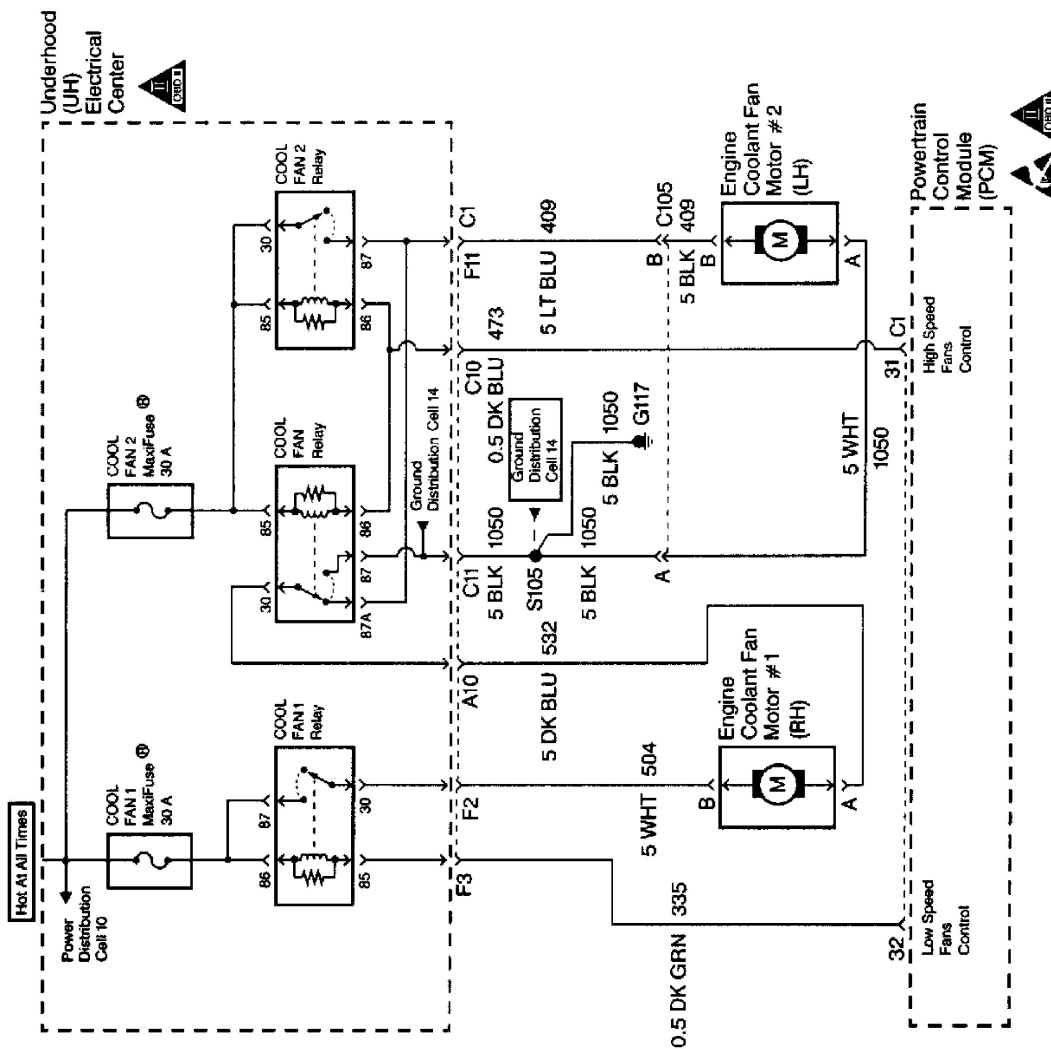 Hot At All Times
Power
Distribution
Cell 10
COOL
FAN 1
MaxiFuse ®
30 A
COOL
FAN 2
MaxiFuse ®
30 A
Underhood
(UH)
Electrical
Center
OBD II
86
87
COOL
FAN 1
Relay
85
30
30
85
COOL
FAN
Relay
87A
87
86
85
30
COOL
FAN 2
Relay
86
87
Ground
Distribution Cell 14
F3
F2
A10
C11
C10
F11
C1
0.5 DK GRN 335
5 WHT 504
5 DK BLU 532
5 BLK 1050
S105
5 BLK 1050
0.5 DK BLU 473
Ground
Distribution
Cell 14
5 BLK 1050
G117
5 LT BLU 409
A
B
C105
5 BLK 409
B
B
Engine
Coolant Fan
Motor #1
(RH)
M
A
Engine
Coolant Fan
Motor #2
(LH)
M
A
5 WHT
1050
32
31
C1
Low Speed
Fans
Control
High Speed
Fans
Control
Powertrain
Control
Module
(PCM)
OBD II